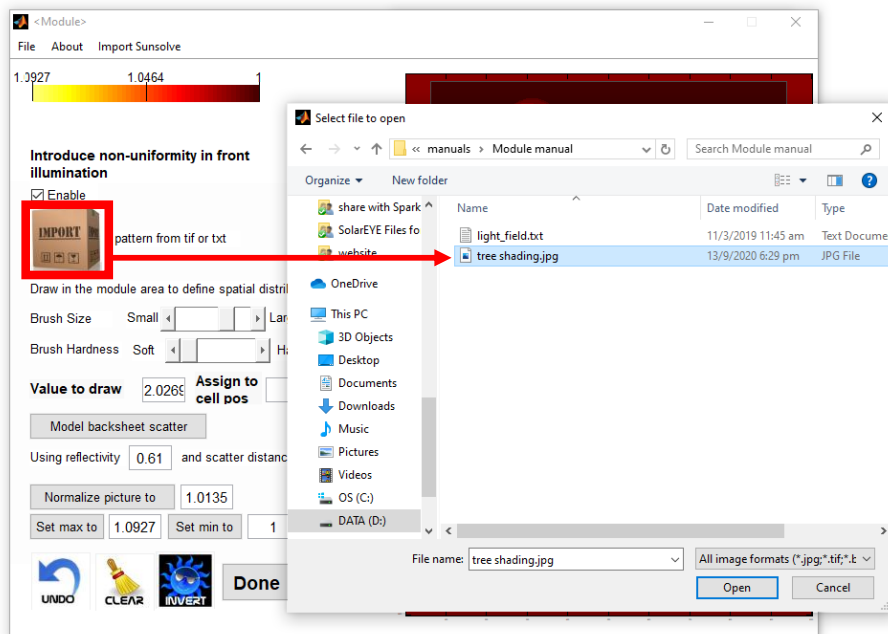 <Module>
File About Import Sunsolve
1.0927 1.0464 1
Introduce non-uniformity in front
illumination
Enable
IMPORT
pattern from tif or txt
Draw in the module area to define spatial distri
Brush Size Small Lar
Brush Hardness Soft Ha
Value to draw 2.0269 Assign to
cell pos
Model backsheet scatter
Using reflectivity 0.61 and scatter distanc
Normalize picture to 1.0135
Set max to 1.0927 Set min to 1
UNDO CLEAR INVERT Done
Select file to open
« manuals > Module manual Search Module manual
Organize New folder
Name Date modified Type
share with Spark
SolarEYE Files fo
website
OneDrive
This PC
3D Objects
Desktop
Documents
Downloads
Music
Pictures
Videos
OS (C:)
DATA (D:)
light_field.txt 11/3/2019 11:45 am Text Docume
tree shading.jpg 13/9/2020 6:29 pm JPG File
File name: tree shading.jpg All image formats (*.jpg;*.tif;*.b
Open Cancel